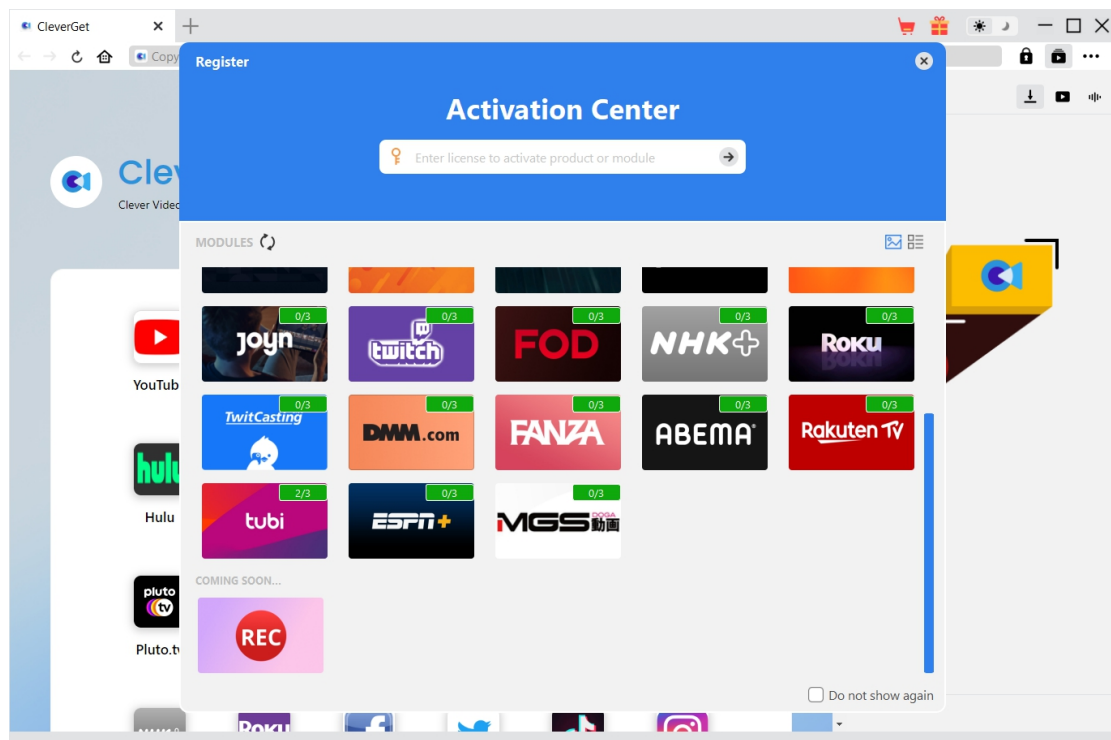 CleverGet
Copy
Register
Activation Center
Enter license to activate product or module
Cle
Clever Video
MODULES
0/3
0/3
0/3
0/3
0/3
joyn
twitch
FOD
NHK+
ROKU
YouTub
0/3
0/3
0/3
0/3
0/3
TwitCasting
DMM.com
FANZA
ABEMA
Rakuten TV
hulu
Hulu
2/3
0/3
0/3
tubi
ESPN+
MGS動画
DOGA
COMING SOON...
REC
pluto
tv
Pluto.tv
Do not show again
ROKU